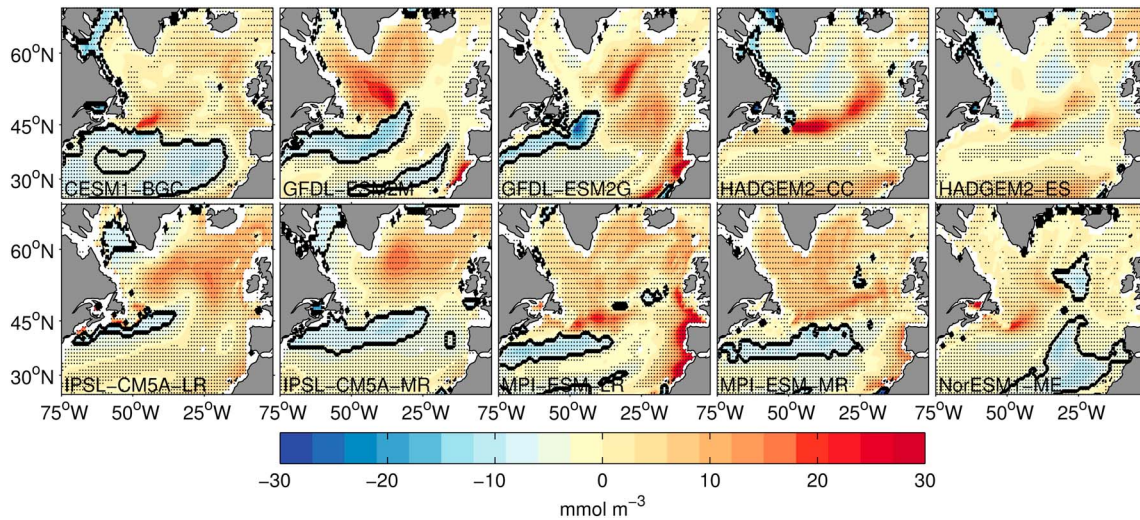 60°N
45°N
30°N
CESM1-BGC
GFDL-ESM2M
GFDL-ESM2G
HADGEM2-CC
HADGEM2-ES
60°N
45°N
30°N
IPSL-CM5A-LR
IPSL-CM5A-MR
MPI-ESM-LR
MPI-ESM-MR
NorESM1-ME
75°W 50°W 25°W 75°W 50°W 25°W 75°W 50°W 25°W 75°W 50°W 25°W 75°W 50°W 25°W
−30 −20 −10 0 10 20 30
mmol m⁻³